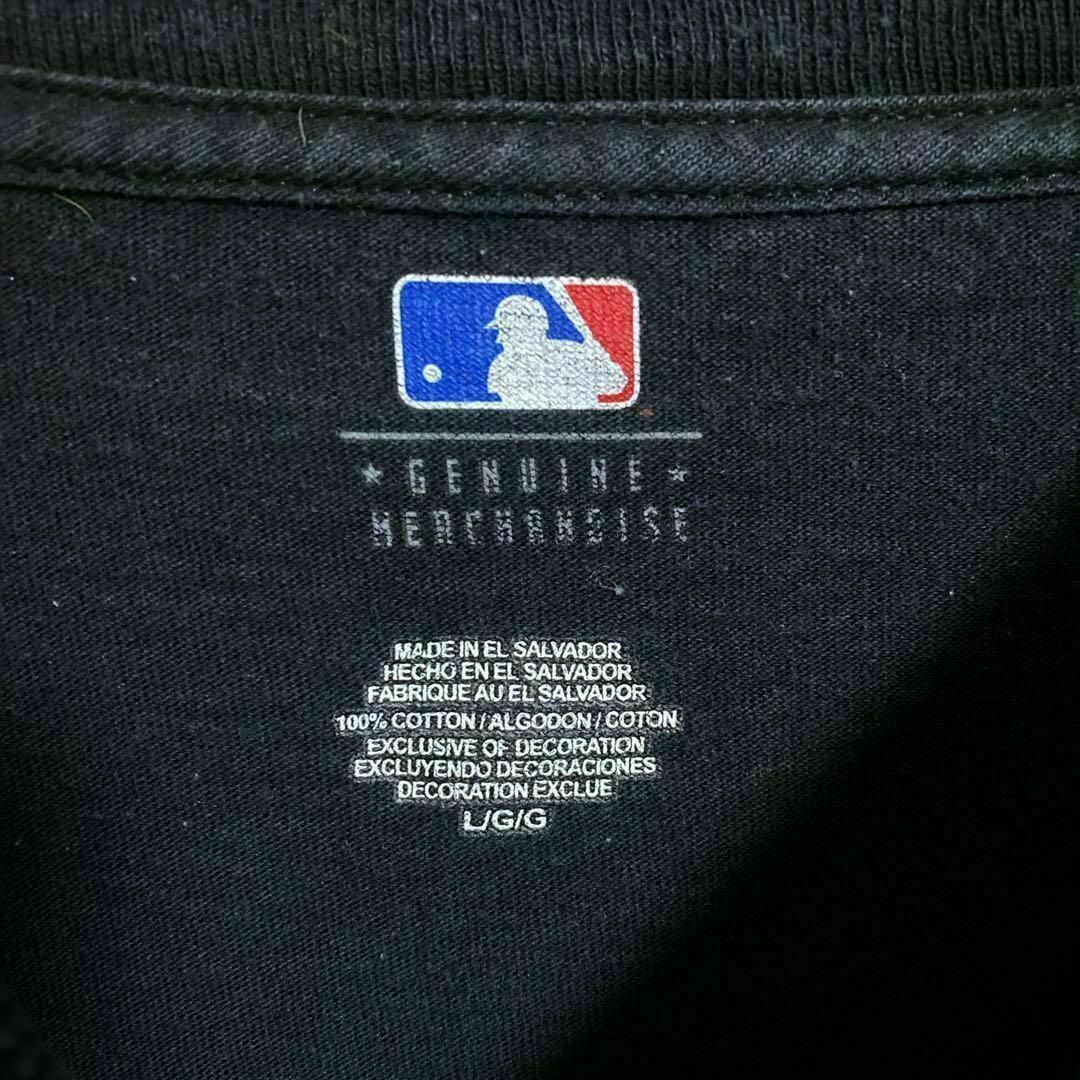 ★ GENUINE ★
MERCHANDISE
MADE IN EL SALVADOR
HECHO EN EL SALVADOR
FABRIQUE AU EL SALVADOR
100% COTTON / ALGODON / COTON
EXCLUSIVE OF DECORATION
EXCLUYENDO DECORACIONES
DECORATION EXCLUE
L/G/G